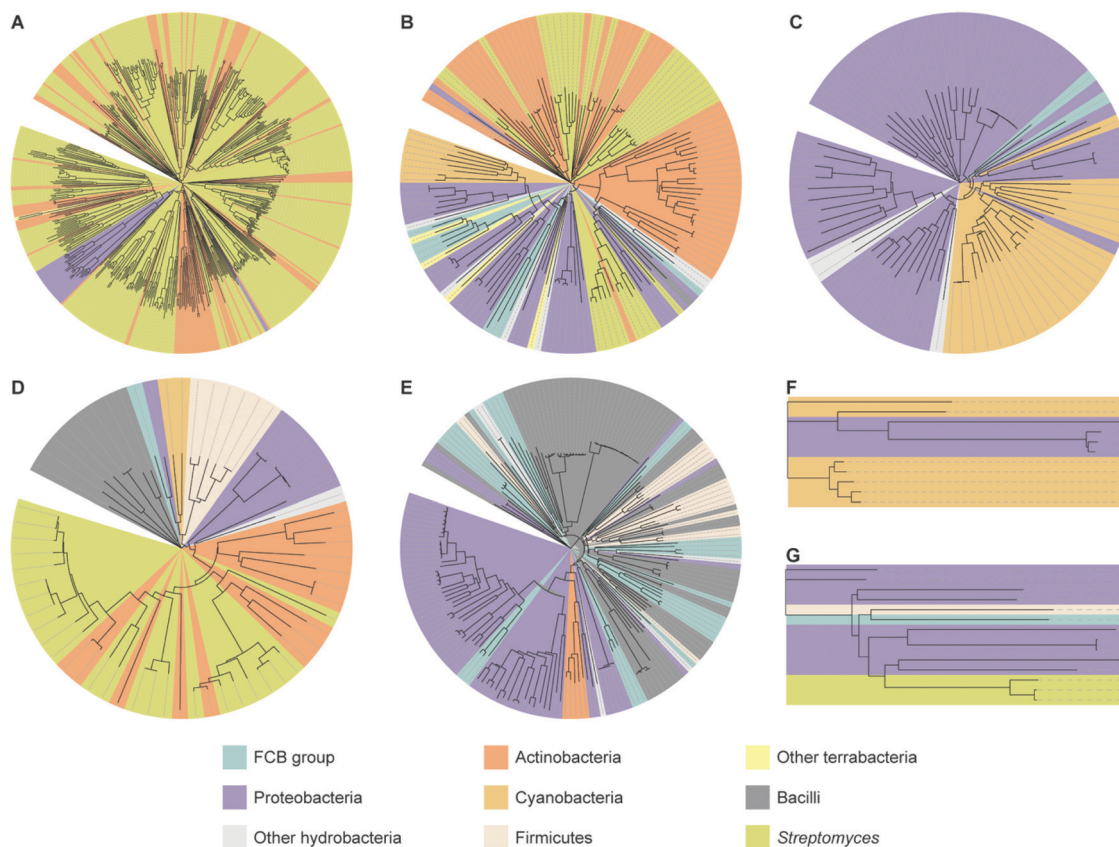 A
B
C
D
E
F
G
FCB group
Actinobacteria
Other terrabacteria
Proteobacteria
Cyanobacteria
Bacilli
Other hydrobacteria
Firmicutes
Streptomyces